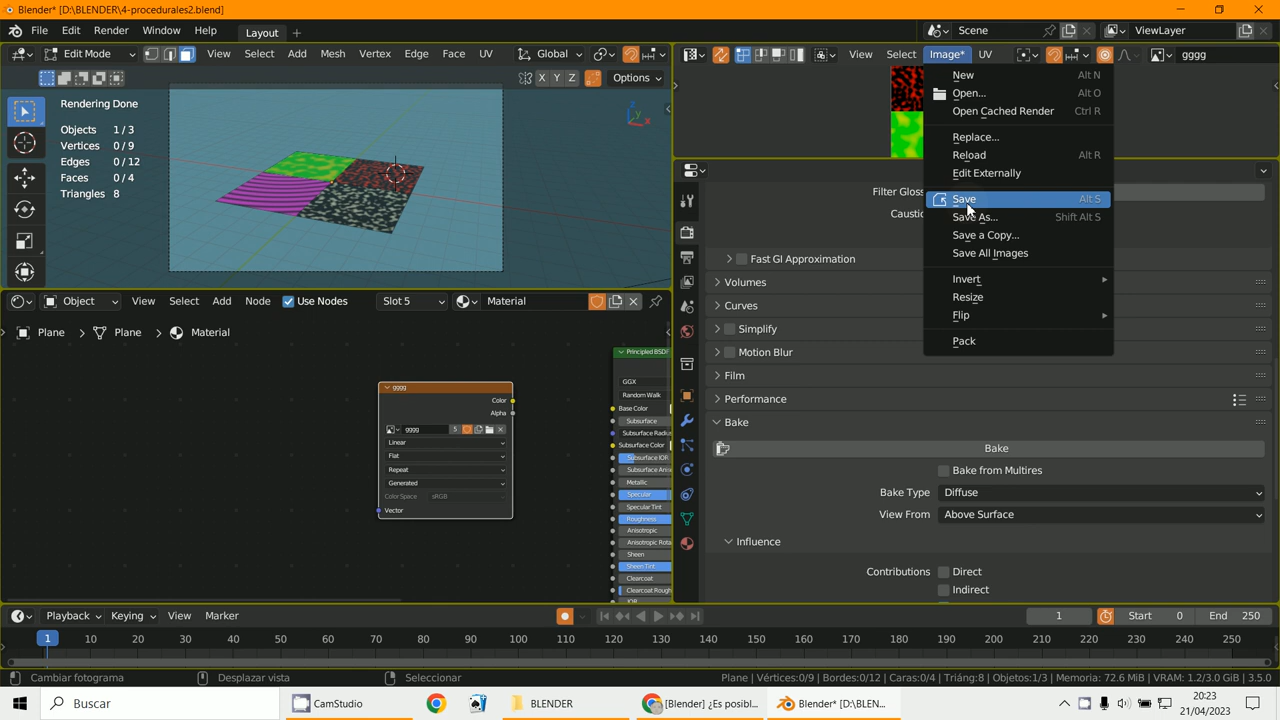 Blender* [D:\BLENDER\4-procedurales2.blend]
File Edit Render Window Help Layout + Scene ViewLayer
Edit Mode View Select Add Mesh Vertex Edge Face UV Global
View Select Image* UV gggg
X Y Z Options
Rendering Done
Objects 1 / 3
Vertices 0 / 9
Edges 0 / 12
Faces 0 / 4
Triangles 8
New Alt N
Open... Alt O
Open Cached Render Ctrl R
Replace...
Reload Alt R
Edit Externally
Save Alt S
Save As... Shift Alt S
Save a Copy...
Save All Images
Invert
Resize
Flip
Pack
Filter Gloss
Caustic
Fast GI Approximation
Volumes
Curves
Simplify
Motion Blur
Film
Performance
Bake
Bake
Bake from Multires
Bake Type Diffuse
View From Above Surface
Influence
Contributions Direct
Indirect
Object View Select Add Node Use Nodes Slot 5 Material
Plane > Plane > Material
gggg
Color
Alpha
gggg 5
Linear
Flat
Repeat
Generated
Color Space sRGB
Vector
Principled BSDF
GGX
Random Walk
Base Color
Subsurface
Subsurface Radiu
Subsurface Color
Subsurface IOR
Subsurface Aniso
Metallic
Specular
Specular Tint
Roughness
Anisotropic
Anisotropic Rota
Sheen
Sheen Tint
Clearcoat
Clearcoat Rough
IOR
Playback Keying View Marker 1 Start 0 End 250
1 10 20 30 40 50 60 70 80 90 100 110 120 130 140 150 160 170 180 190 200 210 220 230 240 250
Cambiar fotograma Desplazar vista Seleccionar Plane | Vértices:0/9 | Bordes:0/12 | Caras:0/4 | Triáng:8 | Objetos:1/3 | Memoria: 72.6 MiB | VRAM: 1.2/3.0 GiB | 3.5.0
Buscar CamStudio BLENDER [Blender] ¿Es posibl... Blender* [D:\BLEN...
20:23
21/04/2023